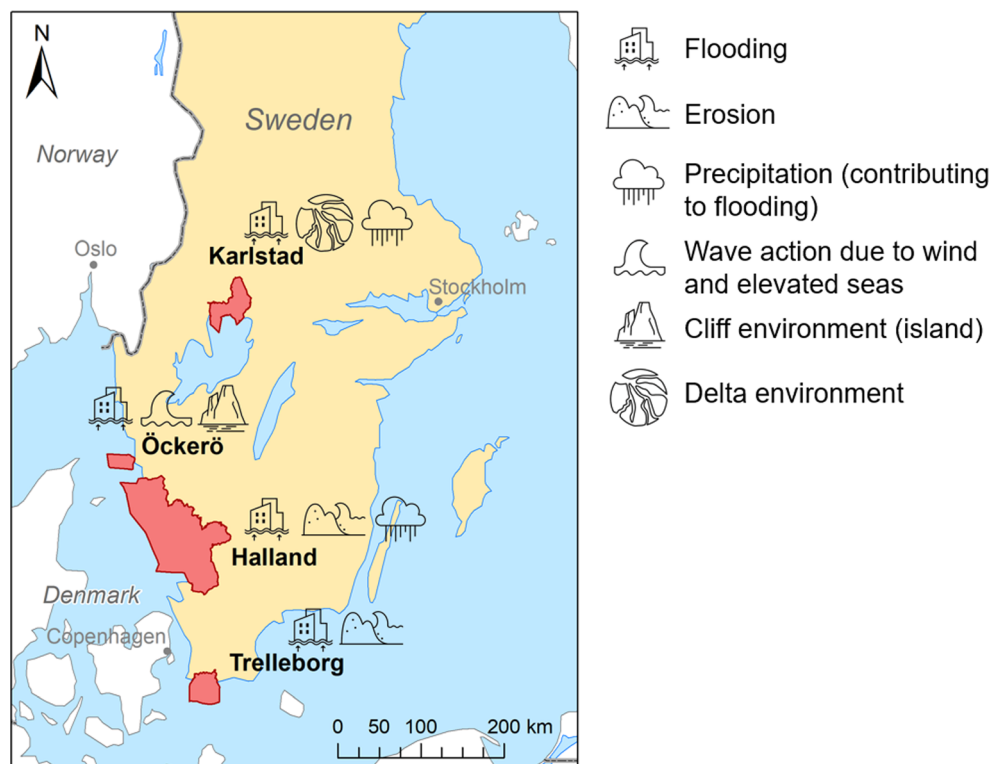 N
Norway
Sweden
Oslo
Karlstad
Stockholm
Öckerö
Halland
Denmark
Copenhagen
Trelleborg
0 50 100 200 km
Flooding
Erosion
Precipitation (contributing
to flooding)
Wave action due to wind
and elevated seas
Cliff environment (island)
Delta environment